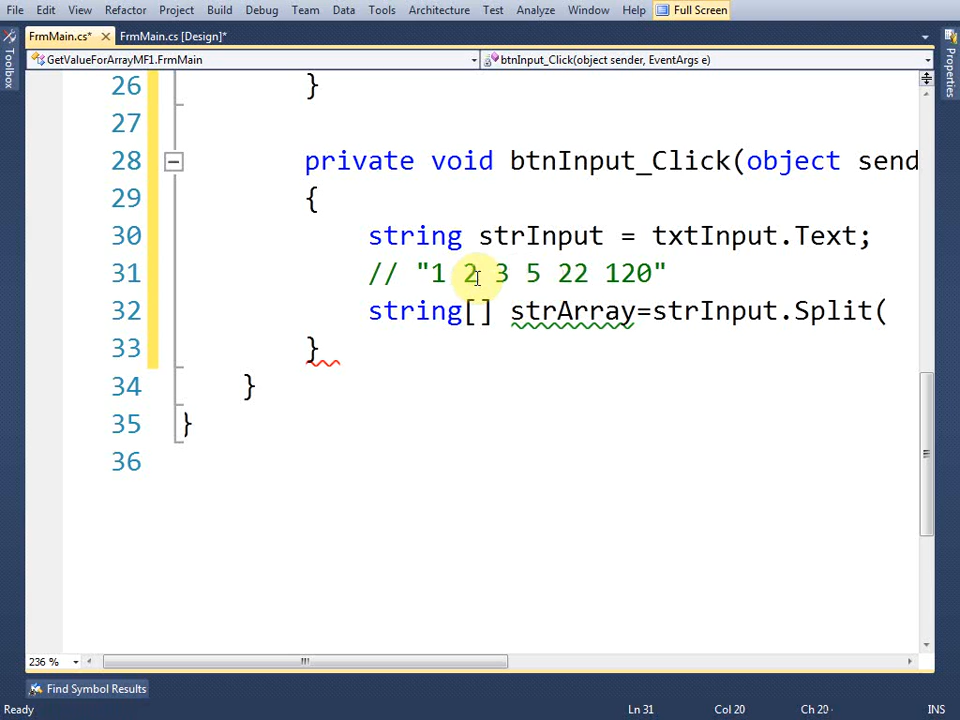 File Edit View Refactor Project Build Debug Team Data Tools Architecture Test Analyze Window Help Full Screen
FrmMain.cs* FrmMain.cs [Design]*
Toolbox
Properties
GetValueForArrayMF1.FrmMain btnInput_Click(object sender, EventArgs e)
26 }
27
28 private void btnInput_Click(object send
29 {
30 string strInput = txtInput.Text;
31 // "1 2 3 5 22 120"
32 string[] strArray=strInput.Split(
33 }
34 }
35 }
36
236 %
Find Symbol Results
Ready Ln 31 Col 20 Ch 20 INS